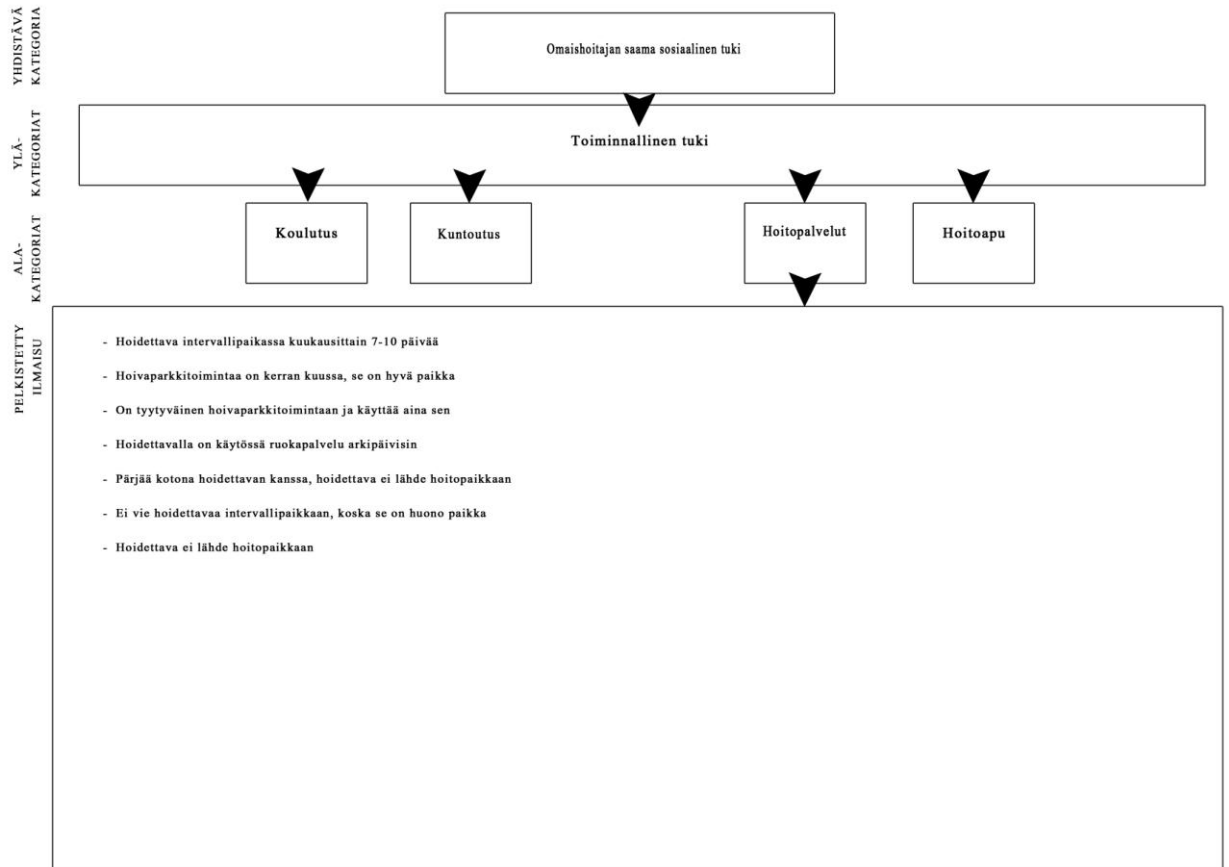 YHDISTÄVÄ
KATEGORIA
Omaishoitajan saama sosiaalinen tuki
YLÄ-
KATEGORIAT
Toiminnallinen tuki
ALA-
KATEGORIAT
Koulutus
Kuntoutus
Hoitopalvelut
Hoitoapu
PELKISTETTY
ILMAISU
- Hoidettava intervallipaikassa kuukausittain 7-10 päivää
- Hoivaparkkitoimintaa on kerran kuussa, se on hyvä paikka
- On tyytyväinen hoivaparkkitoimintaan ja käyttää aina sen
- Hoidettavalla on käytössä ruokapalvelu arkipäivisin
- Pärjää kotona hoidettavan kanssa, hoidettava ei lähde hoitopaikkaan
- Ei vie hoidettavaa intervallipaikkaan, koska se on huono paikka
- Hoidettava ei lähde hoitopaikkaan